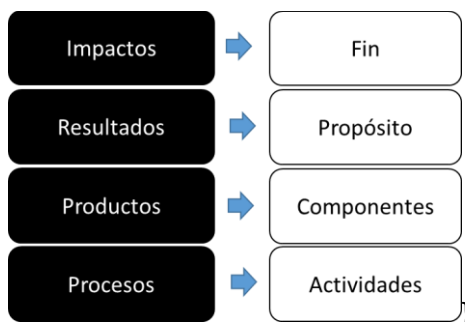 Impactos
Fin
Resultados
Propósito
Productos
Componentes
Procesos
Actividades